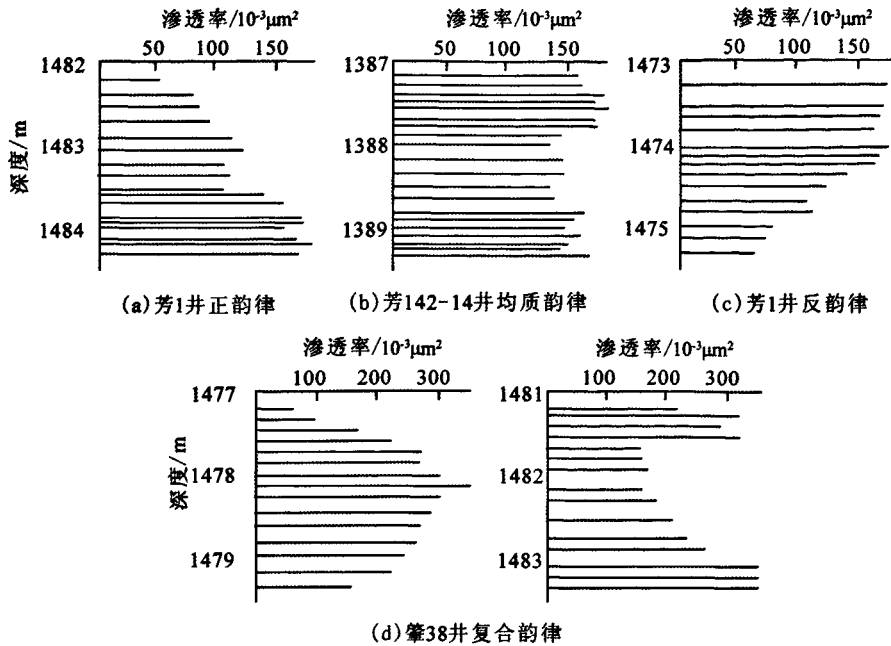 渗透率/10⁻³μm²
50 100 150
1482
1483
1484
深度/m
(a)芳1井正韵律
渗透率/10⁻³μm²
50 100 150
1387
1388
1389
(b)芳142-14井均质韵律
渗透率/10⁻³μm²
50 100 150
1473
1474
1475
(c)芳1井反韵律
渗透率/10⁻³μm²
100 200 300
1477
1478
1479
深度/m
渗透率/10⁻³μm²
100 200 300
1481
1482
1483
(d)肇38井复合韵律